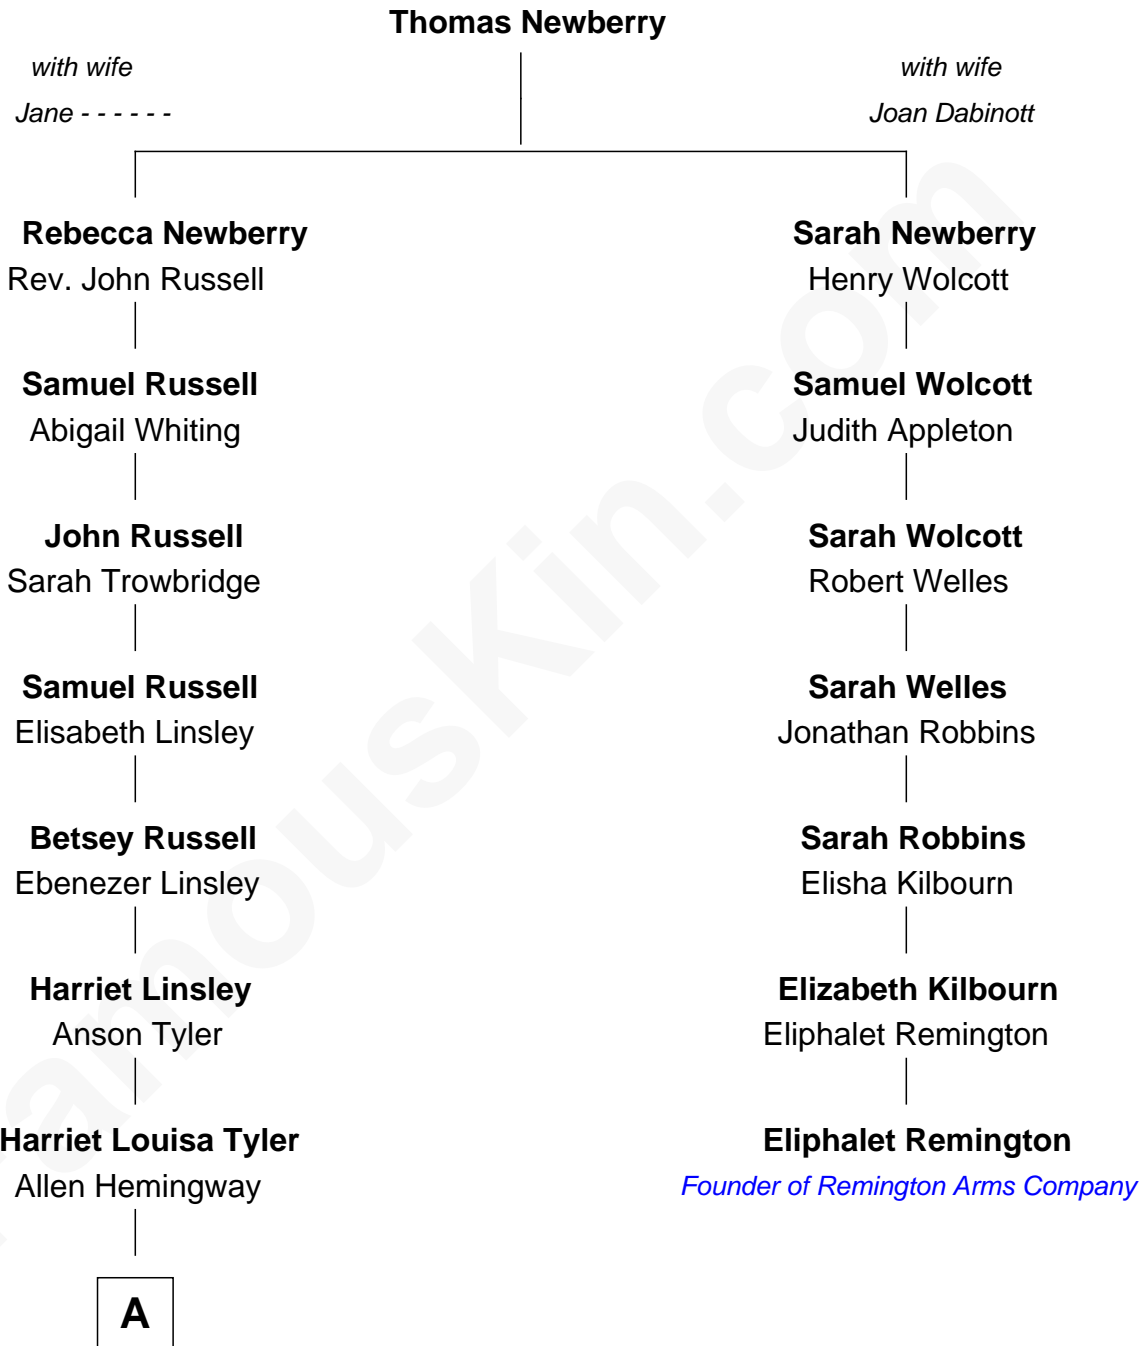 Thomas Newberry
with wife
with wife
Jane - - - - - -
Joan Dabinott
Rebecca Newberry
Sarah Newberry
Rev. John Russell
Henry Wolcott
Samuel Russell
Samuel Wolcott
Abigail Whiting
Judith Appleton
John Russell
Sarah Wolcott
Sarah Trowbridge
Robert Welles
Samuel Russell
Sarah Welles
Elisabeth Linsley
Jonathan Robbins
Betsey Russell
Sarah Robbins
Ebenezer Linsley
Elisha Kilbourn
Harriet Linsley
Elizabeth Kilbourn
Anson Tyler
Eliphalet Remington
Harriet Louisa Tyler
Eliphalet Remington
Allen Hemingway
Founder of Remington Arms Company
A
FamousKin.com